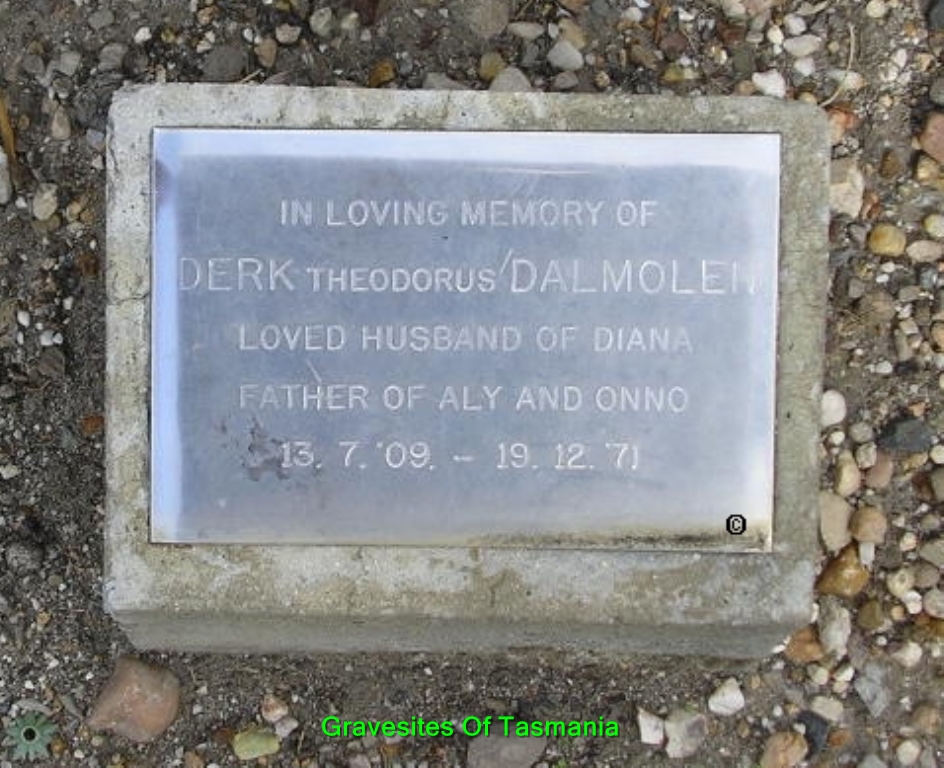 IN LOVING MEMORY OF
DERK THEODORUS DALMOLEN
LOVED HUSBAND OF DIANA
FATHER OF ALY AND ONNO
13. 7. '09. – 19. 12. '71
©
Gravesites Of Tasmania